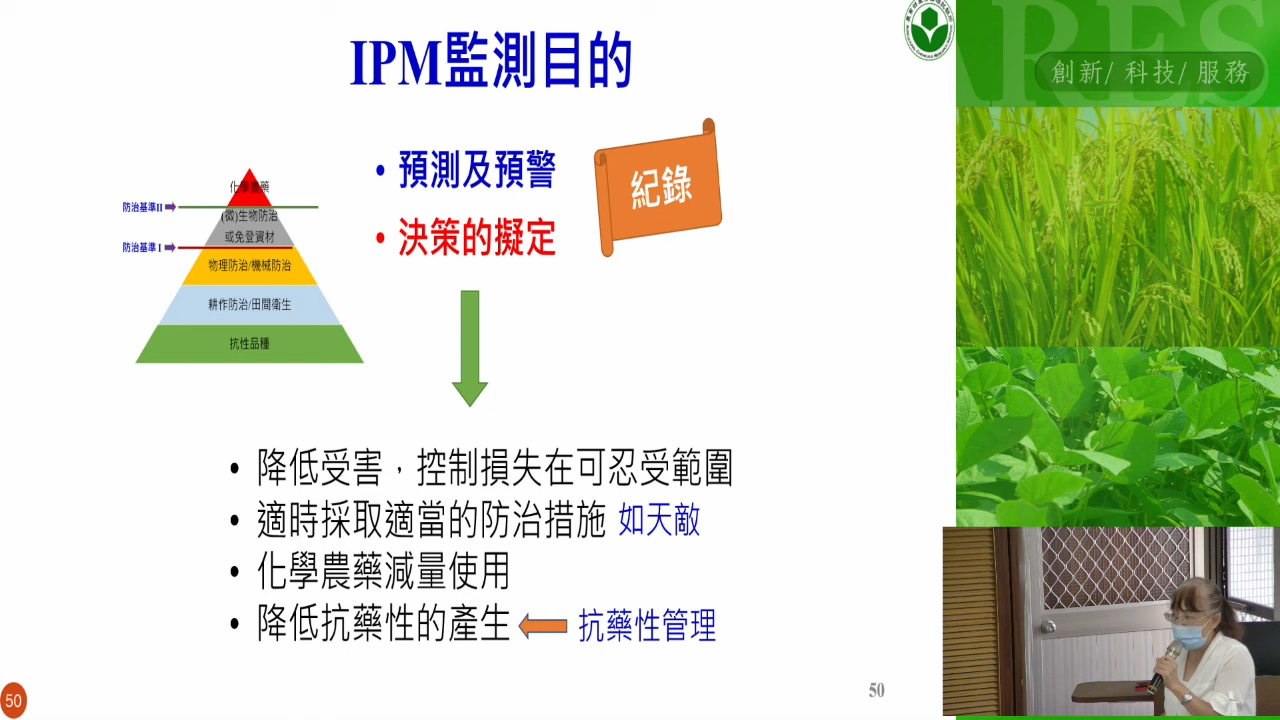 IPM監測目的
創新/ 科技/ 服務
• 預測及預警
紀錄
• 決策的擬定
化學農藥
防治基準II
(微)生物防治
或免登資材
防治基準 I
物理防治/機械防治
耕作防治/田間衛生
抗性品種
• 降低受害，控制損失在可忍受範圍
• 適時採取適當的防治措施 如天敵
• 化學農藥減量使用
• 降低抗藥性的產生 抗藥性管理
50
50